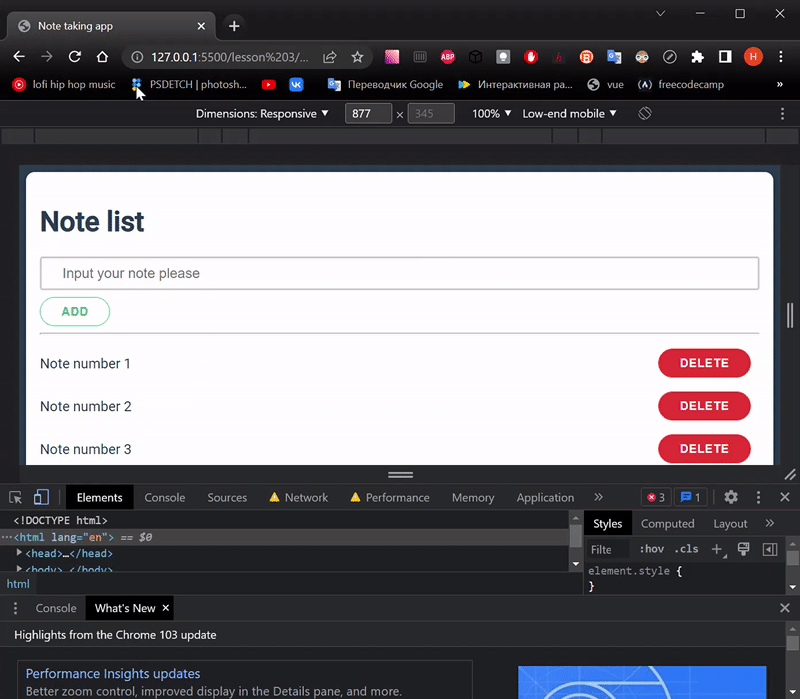 Note taking app
127.0.0.1:5500/lesson%203/...
ABP
H
lofi hip hop music
PSDETCH | photosh...
Переводчик Google
Интерактивная ра...
vue
(Λ) freecodecamp
»
Dimensions: Responsive ▼ 877 × 345 100% ▼ Low-end mobile ▼
Note list
Input your note please
ADD
Note number 1 DELETE
Note number 2 DELETE
Note number 3 DELETE
Elements Console Sources Network Performance Memory Application » 3 1
<!DOCTYPE html>
···<html lang="en"> == $0
▶<head>…</head>
▶<body> </body>
html
Styles Computed Layout »
Filte :hov .cls +
element.style {
}
Console What's New ×
Highlights from the Chrome 103 update
Performance Insights updates
Better zoom control, improved display in the Details pane, and more.